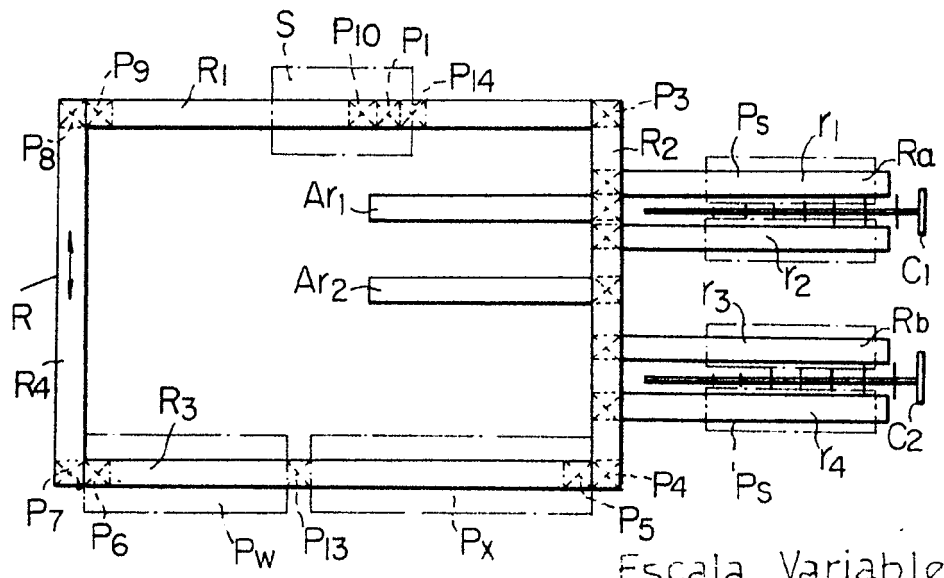 S P10 P1
P9 R1 P14 P3
P8 R2 Ps r1 Ra
Ar1
r2 C1
Ar2
r3 Rb
R
R4 R3
C2
r4
P7 P4
P6 Pw P13 Px P5 Ps
Escala Variable